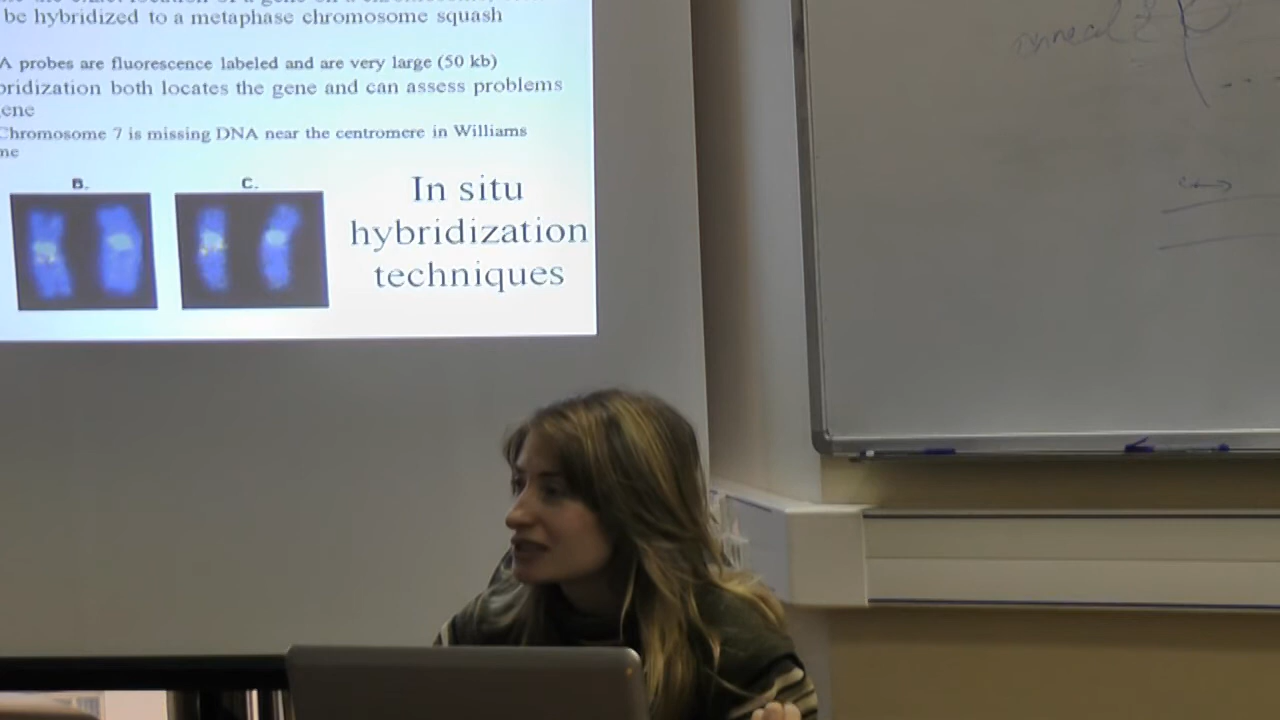 be hybridized to a metaphase chromosome squash
A probes are fluorescence labeled and are very large (50 kb)
bridization both locates the gene and can assess problems
ene
Chromosome 7 is missing DNA near the centromere in Williams
me
B.
C.
In situ
hybridization
techniques